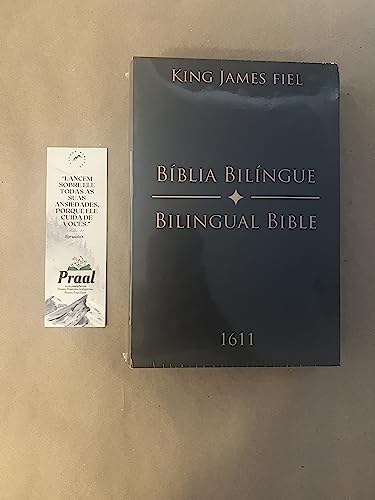 "LANCEM
SOBRE ELE
TODAS AS
SUAS
ANSIEDADES,
PORQUE ELE
CUIDA DE
VOCÊS."
Praal
KING JAMES FIEL
BÍBLIA BILÍNGUE
BILINGUAL BIBLE
1611